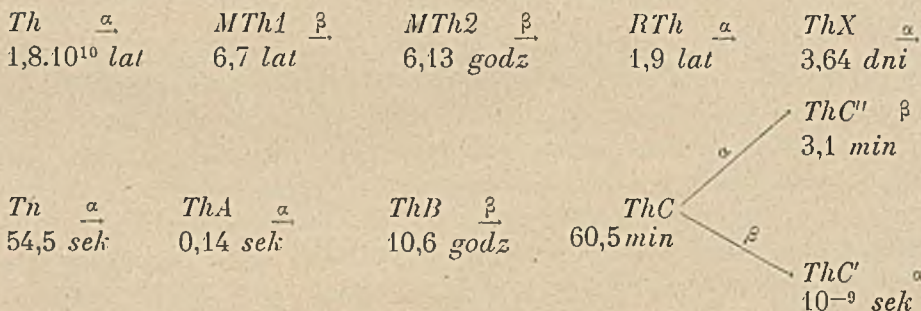 Th α→ MTh1 β→ MTh2 β→ RTh α→ ThX α→
1,8.10¹⁰ lat 6,7 lat 6,13 godz 1,9 lat 3,64 dni
ThC'' β
α 3,1 min
Tn α→ ThA α→ ThB β→ ThC
54,5 sek 0,14 sek 10,6 godz 60,5 min β
ThC' α
10⁻⁹ sek